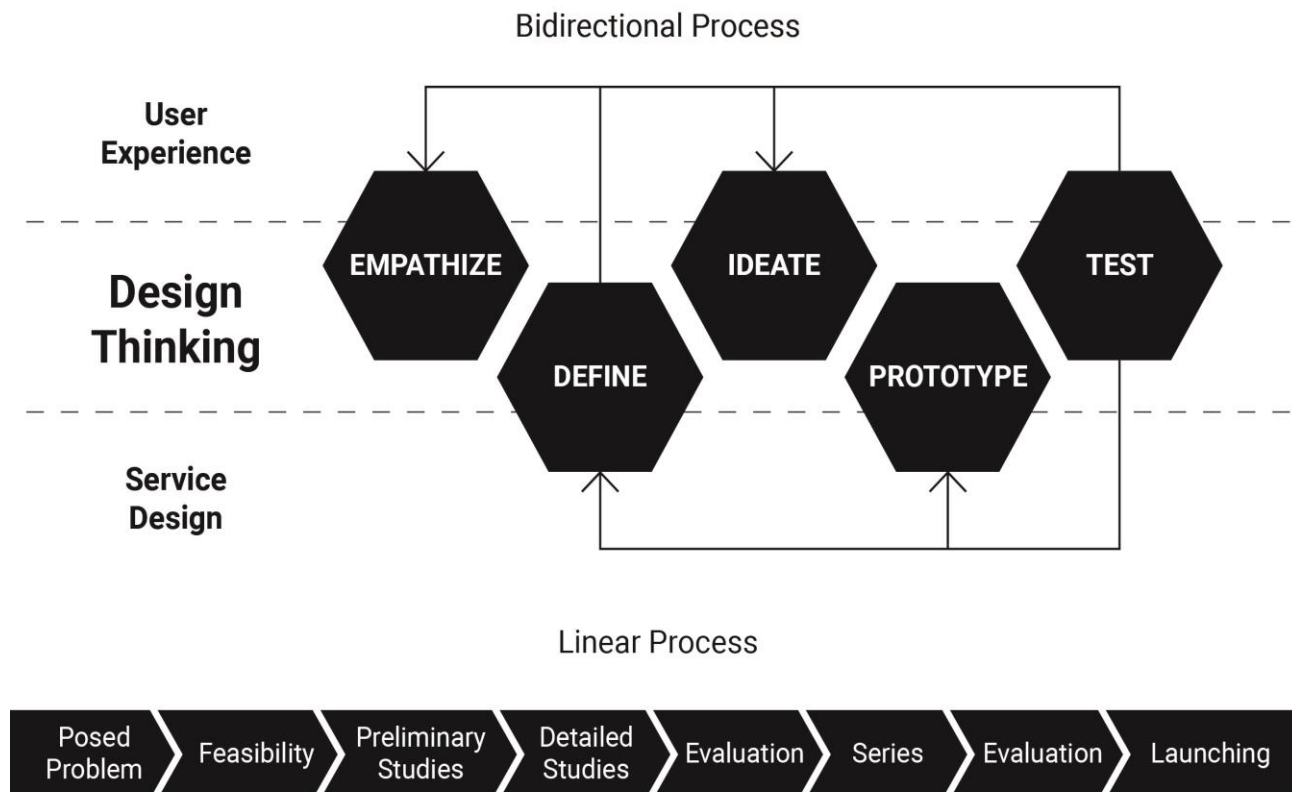 Bidirectional Process
User
Experience
EMPATHIZE
IDEATE
TEST
Design
Thinking
DEFINE
PROTOTYPE
Service
Design
Linear Process
Posed
Problem
Feasibility
Preliminary
Studies
Detailed
Studies
Evaluation
Series
Evaluation
Launching